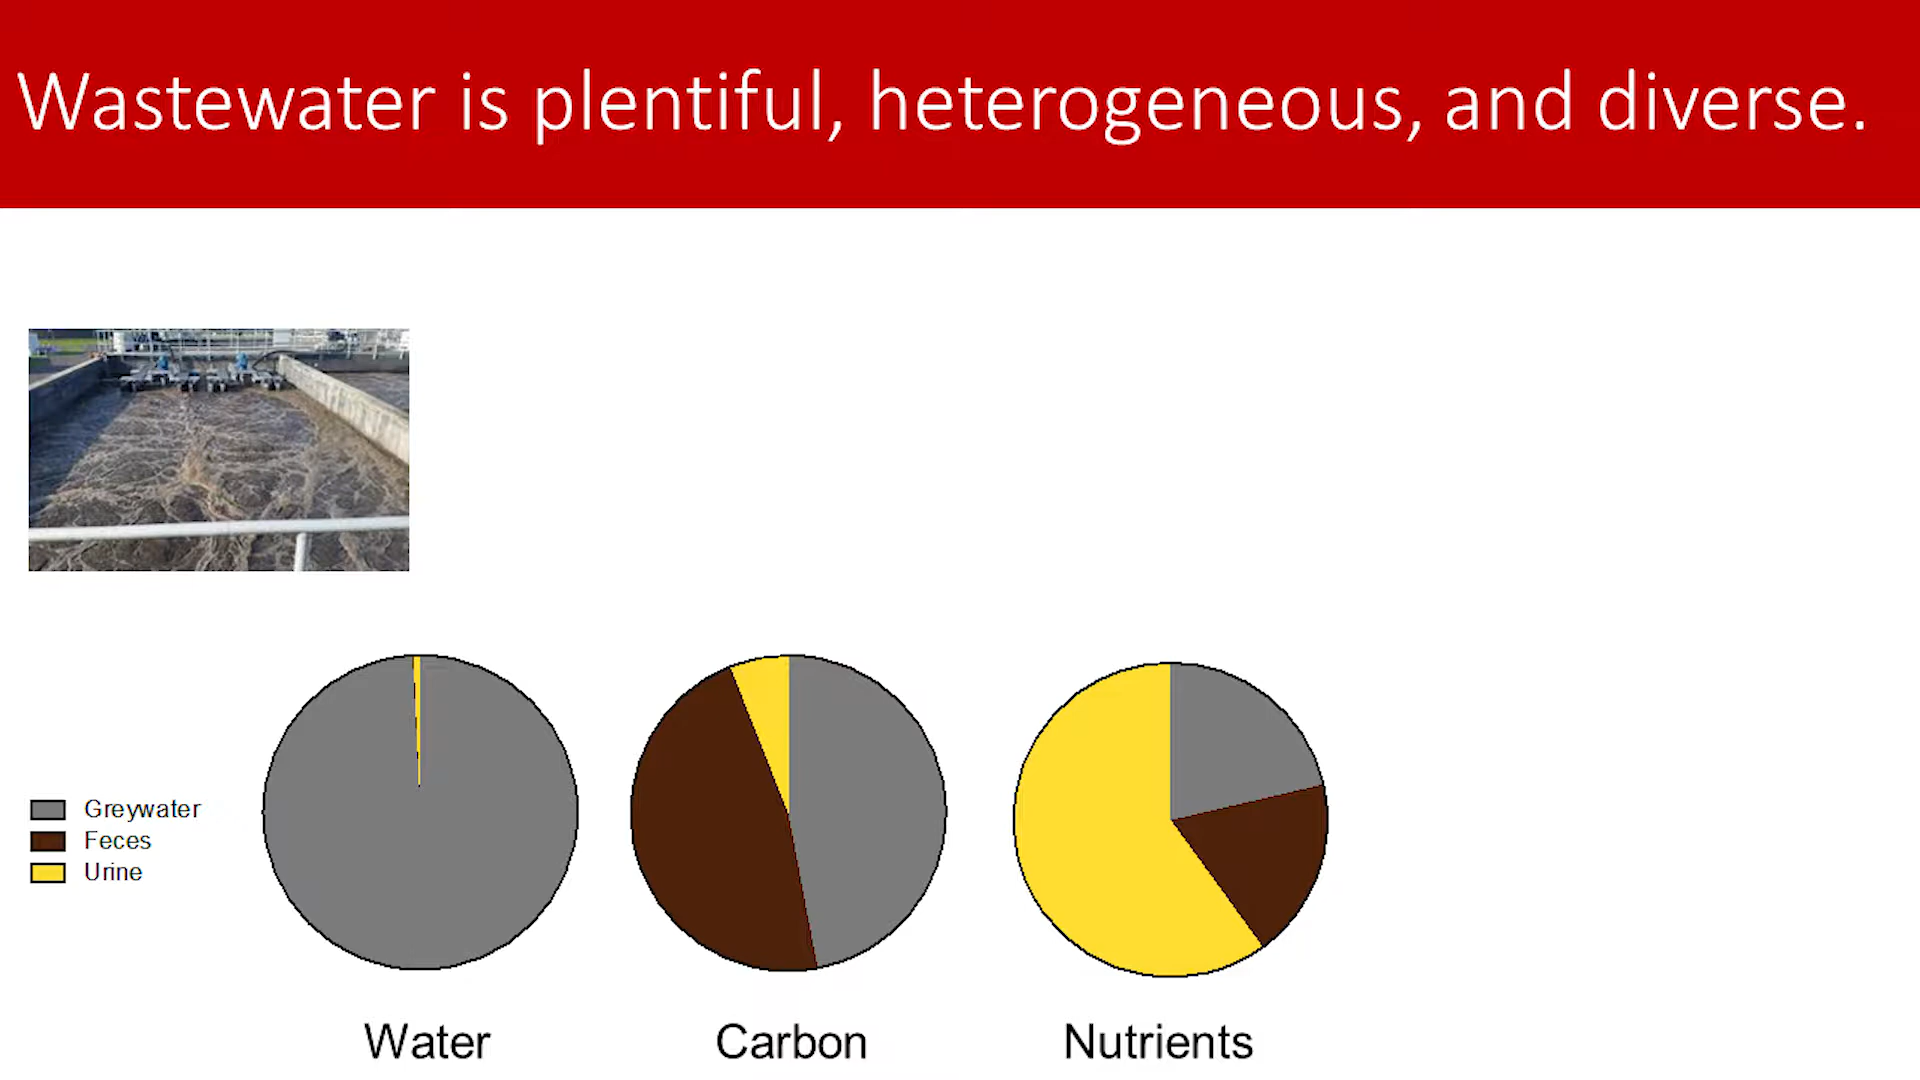 Wastewater is plentiful, heterogeneous, and diverse.
Greywater
Feces
Urine
Water
Carbon
Nutrients